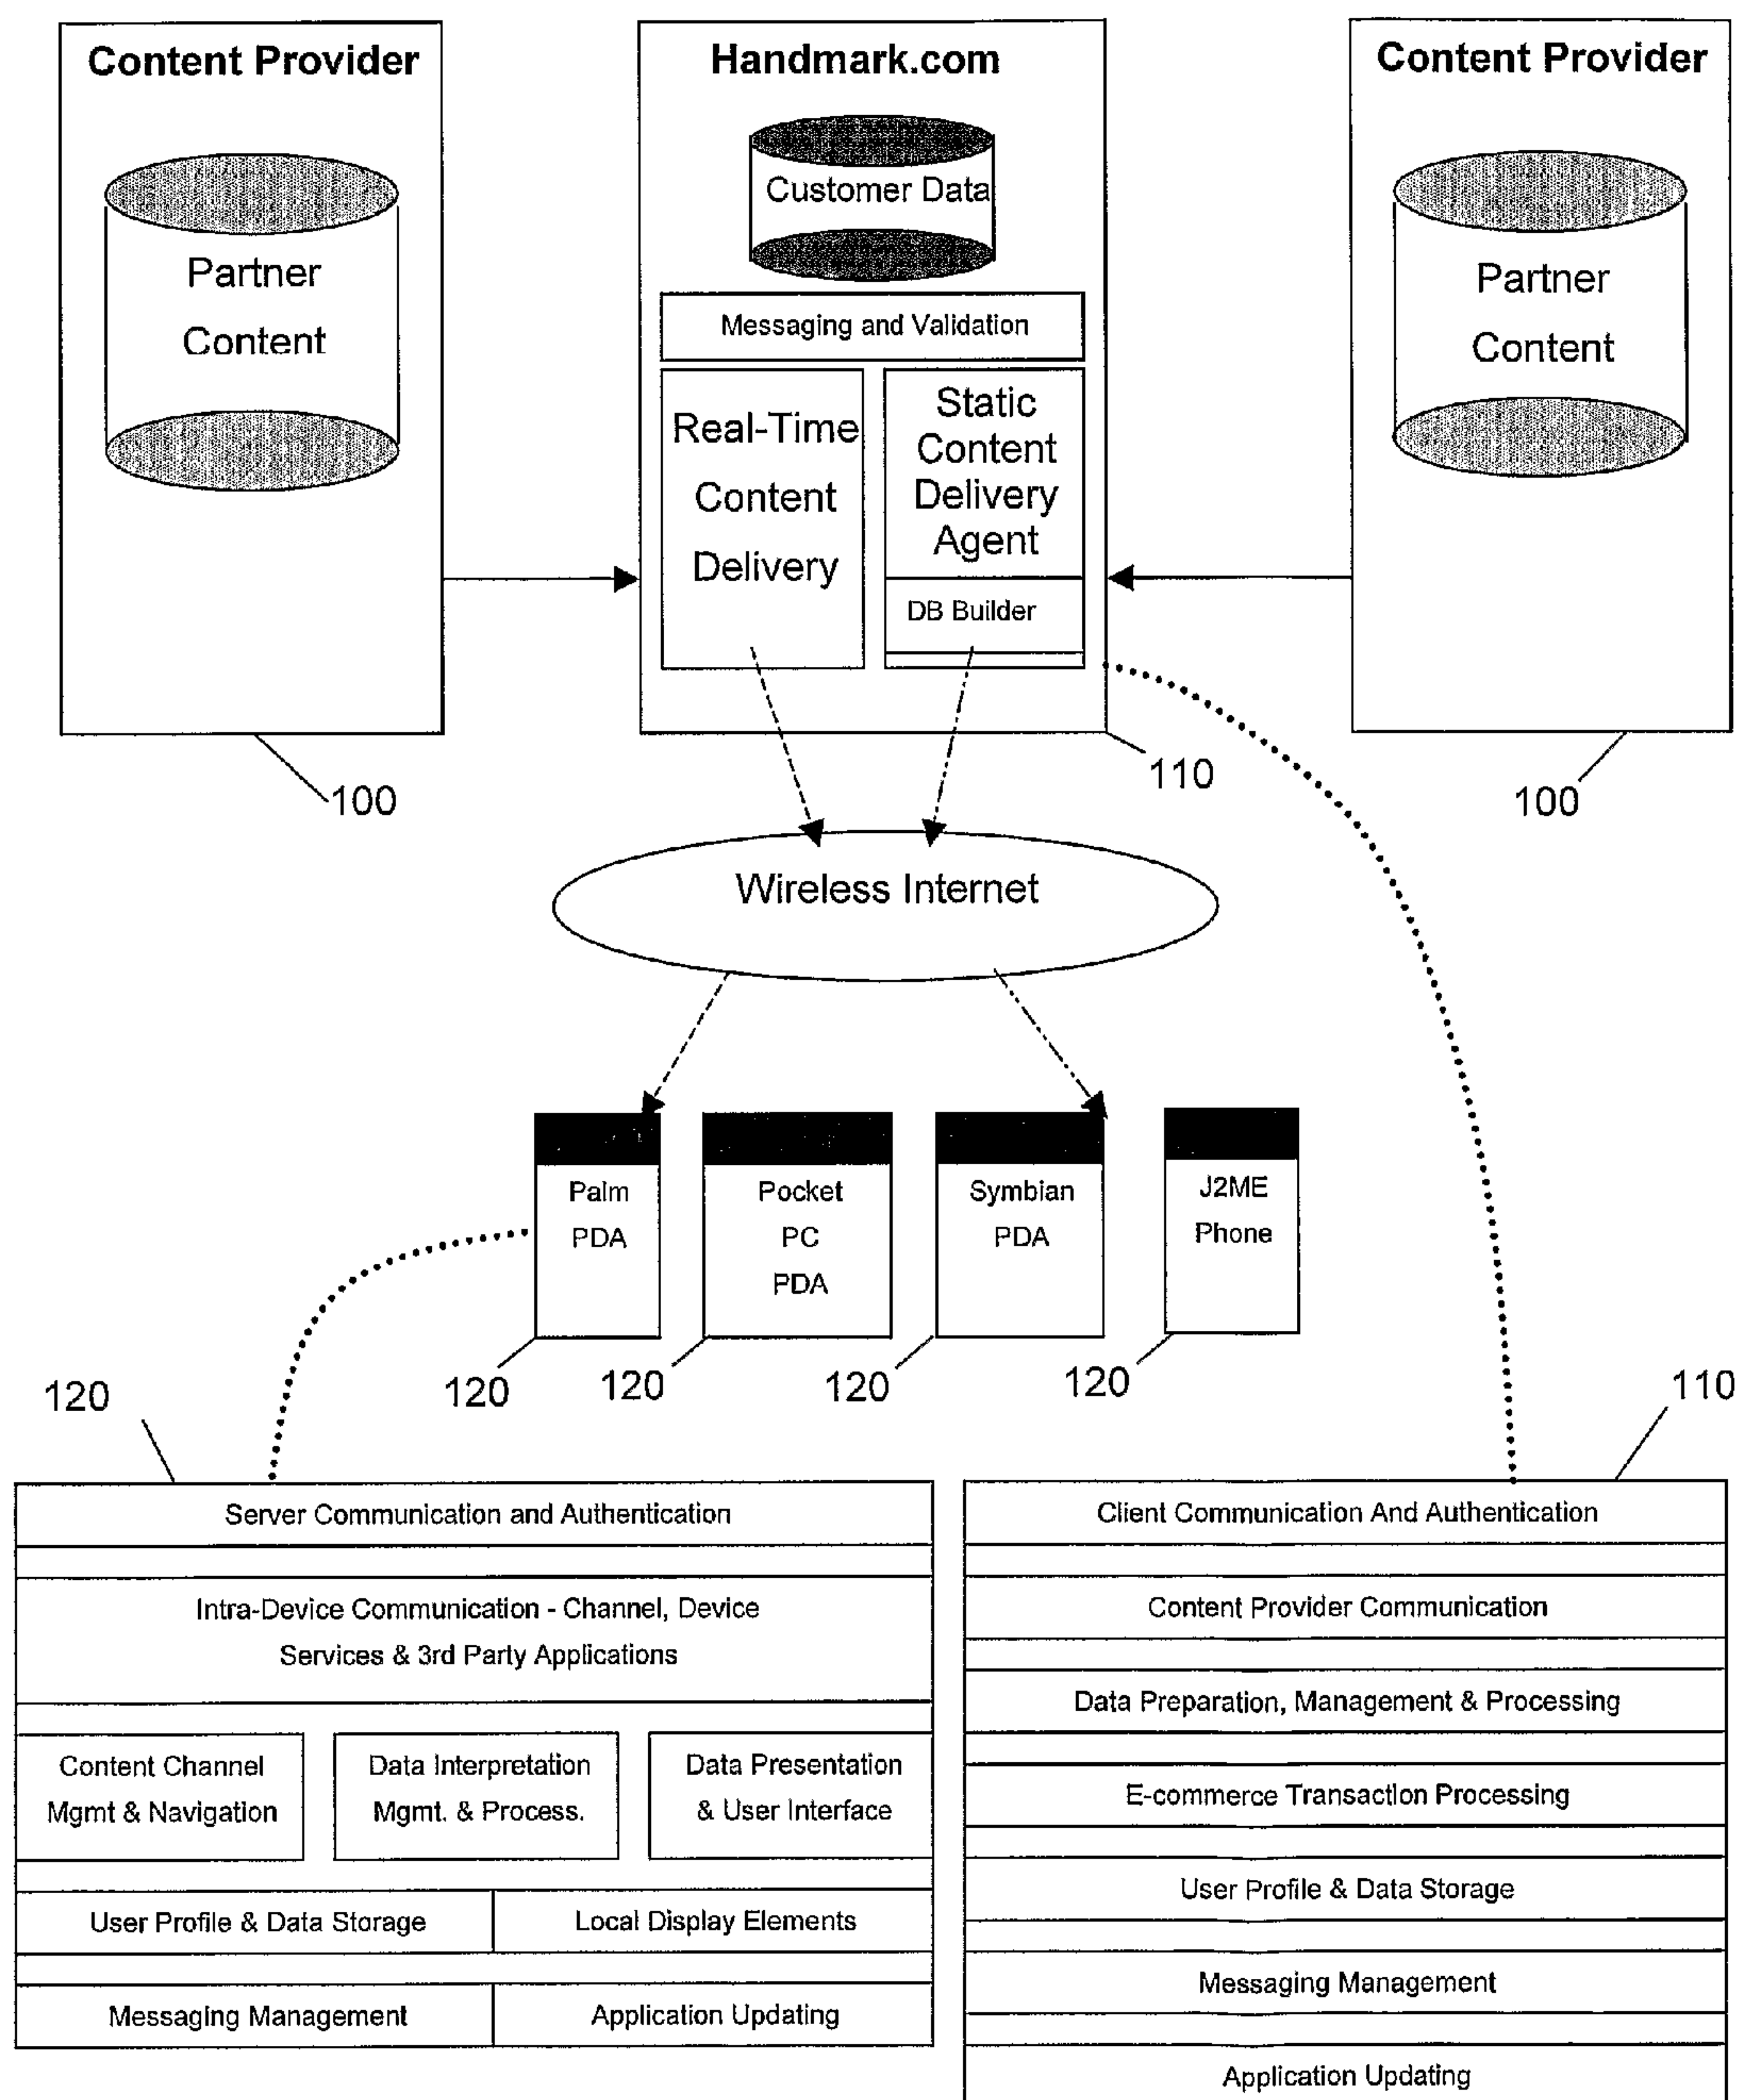 Content Provider
Partner
Content
100
Handmark.com
Customer Data
Messaging and Validation
Real-Time
Content
Delivery
Static
Content
Delivery
Agent
DB Builder
110
Content Provider
Partner
Content
100
Wireless Internet
Palm
PDA
120
Pocket
PC
PDA
120
Symbian
PDA
120
J2ME
Phone
120
120
Server Communication and Authentication
Intra-Device Communication - Channel, Device
Services & 3rd Party Applications
Content Channel
Mgmt & Navigation
Data Interpretation
Mgmt. & Process.
Data Presentation
& User Interface
User Profile & Data Storage
Local Display Elements
Messaging Management
Application Updating
110
Client Communication And Authentication
Content Provider Communication
Data Preparation, Management & Processing
E-commerce Transaction Processing
User Profile & Data Storage
Messaging Management
Application Updating